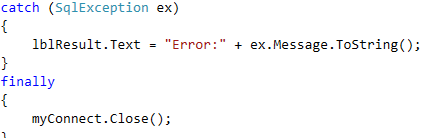 catch (SqlException ex)
{
lblResult.Text = "Error:" + ex.Message.ToString();
}
finally
{
myConnect.Close();
}